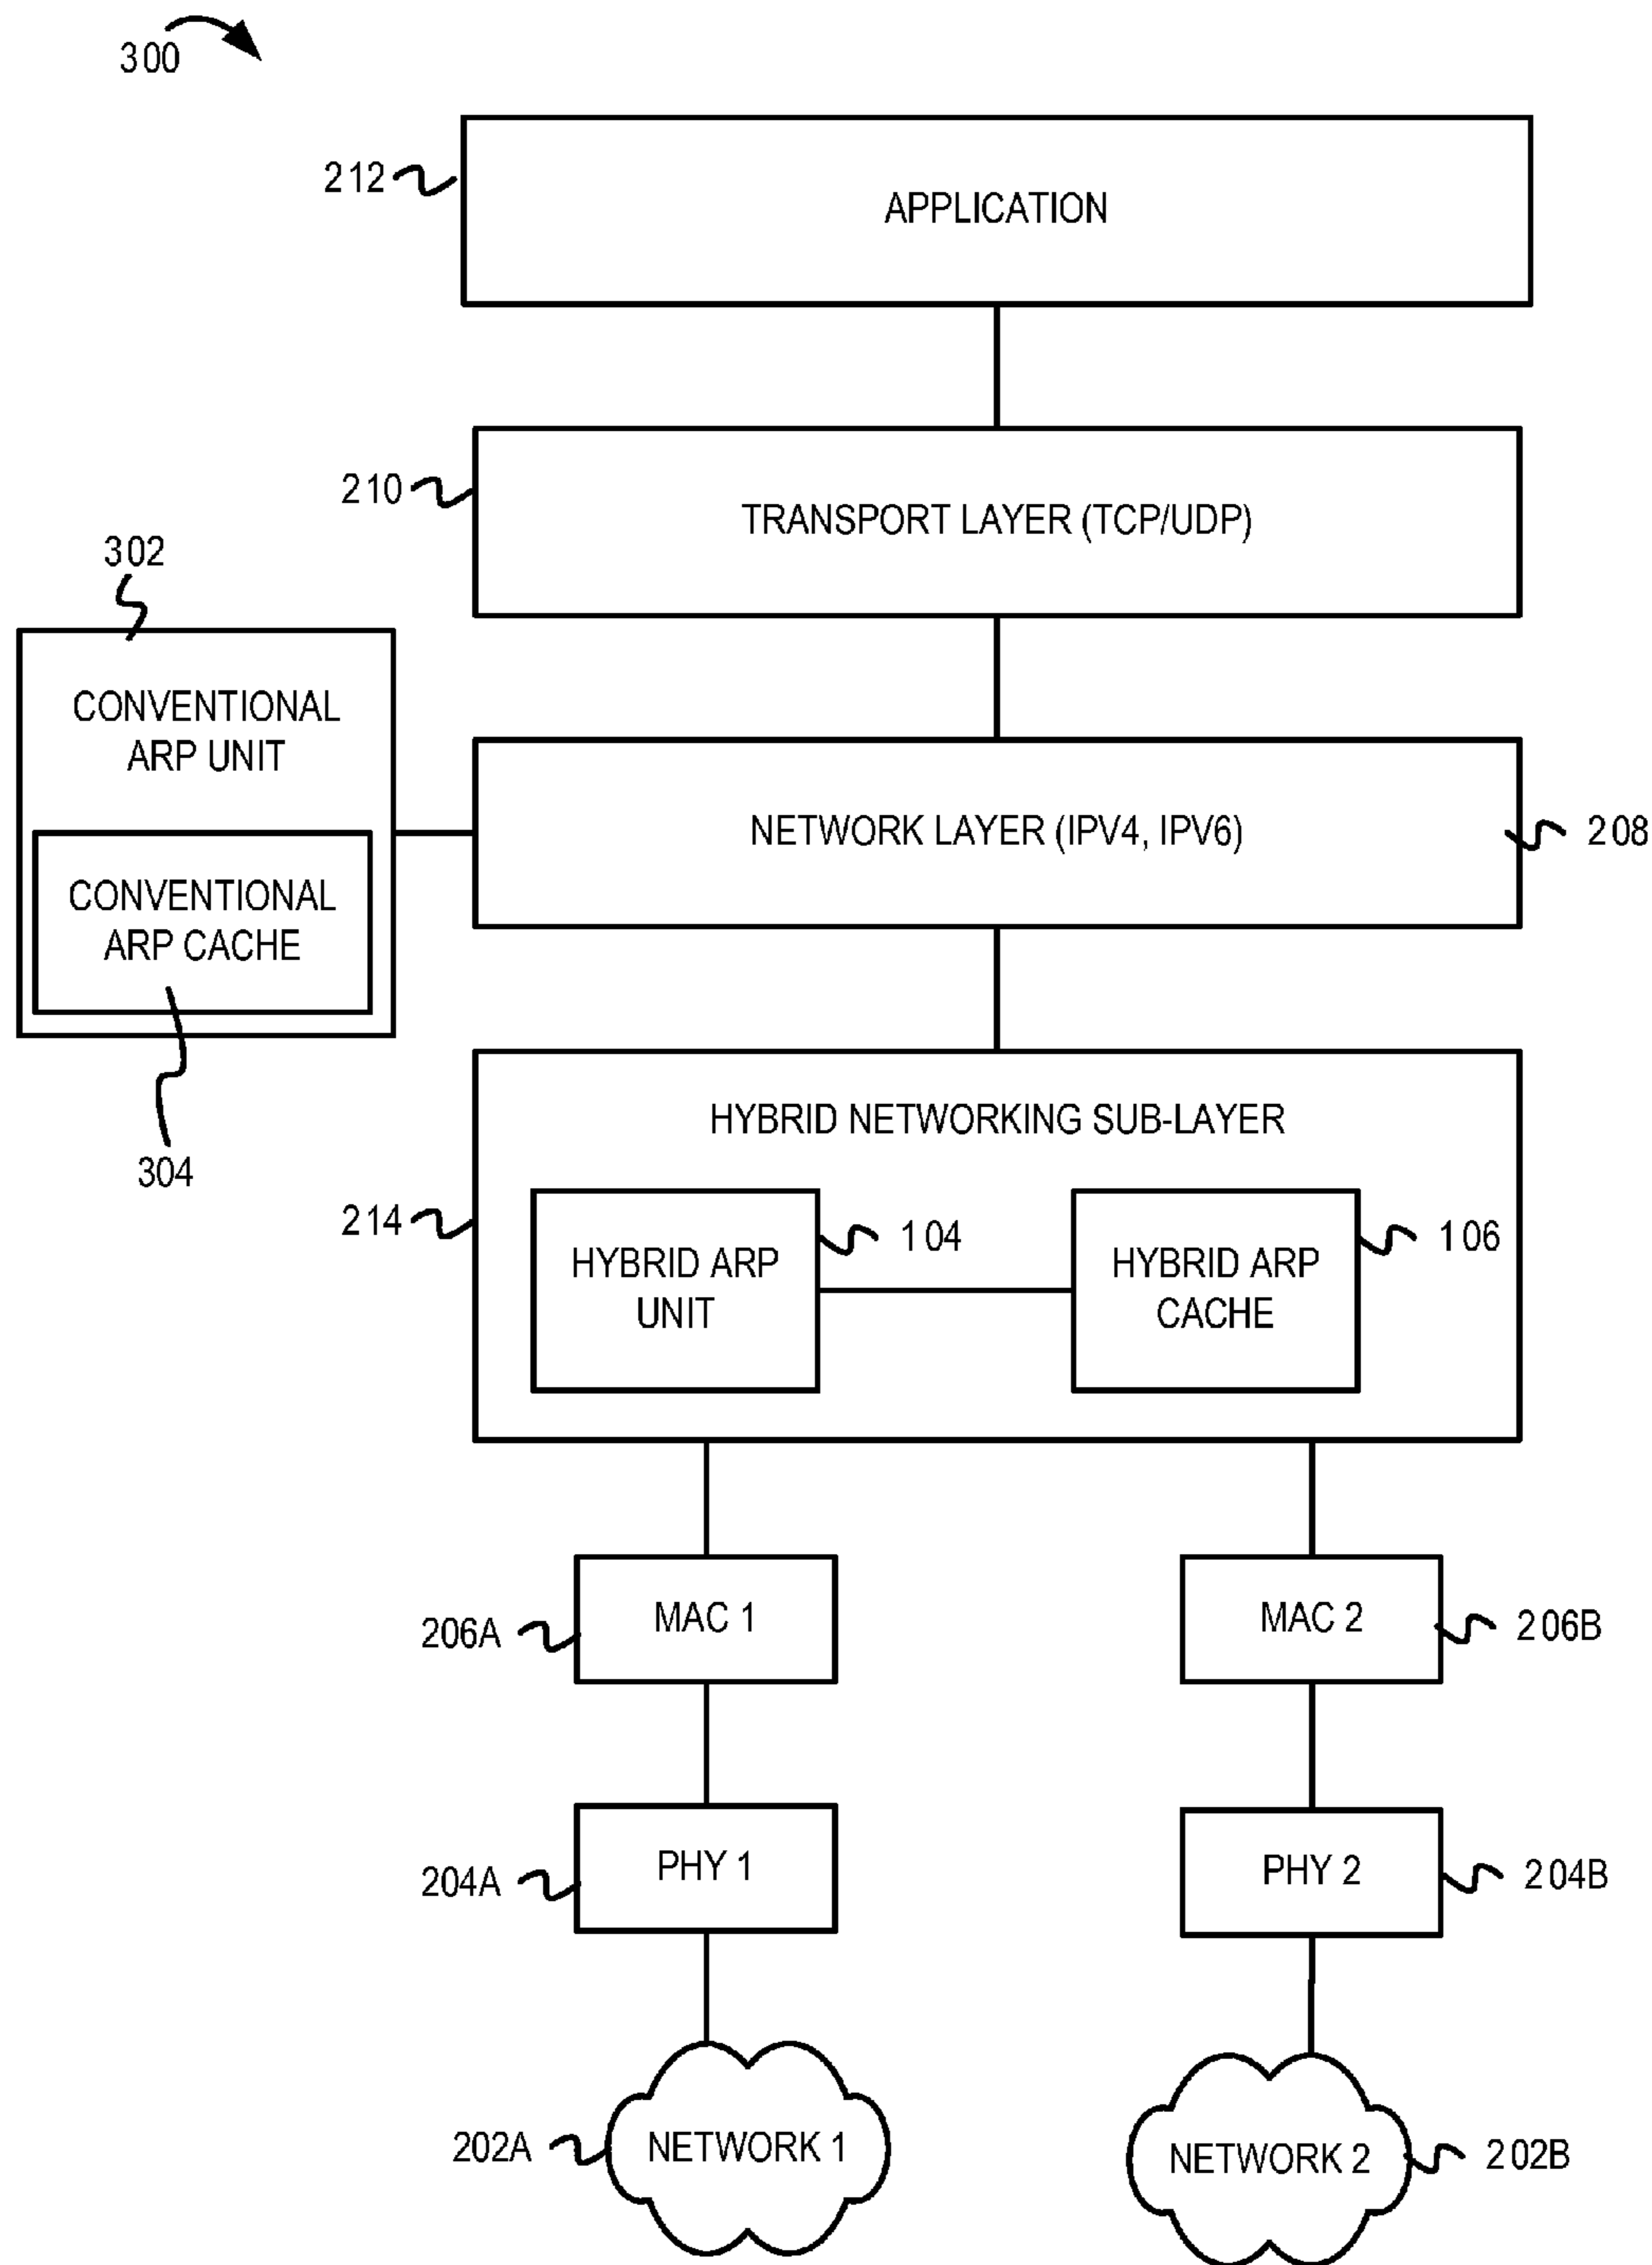 300
212
APPLICATION
210
TRANSPORT LAYER (TCP/UDP)
302
CONVENTIONAL
ARP UNIT
NETWORK LAYER (IPV4, IPV6)
208
CONVENTIONAL
ARP CACHE
304
HYBRID NETWORKING SUB-LAYER
214
104
106
HYBRID ARP
UNIT
HYBRID ARP
CACHE
206A
MAC 1
MAC 2
206B
204A
PHY 1
PHY 2
204B
202A
NETWORK 1
NETWORK 2
202B